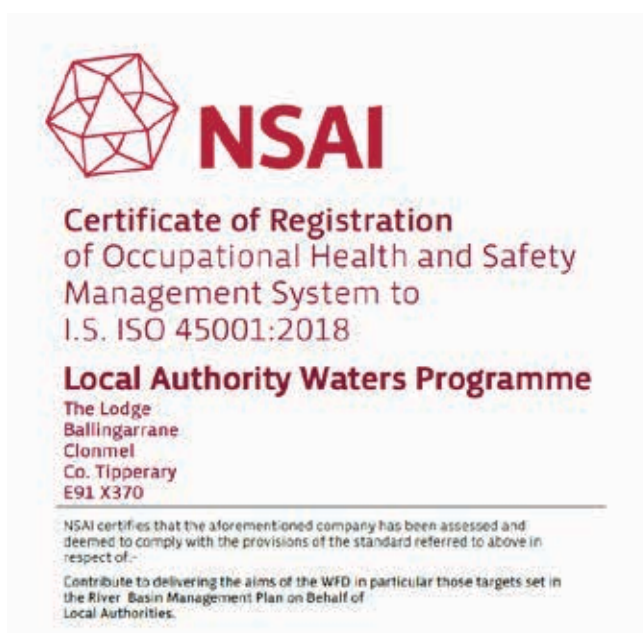 NSAI
Certificate of Registration
of Occupational Health and Safety
Management System to
I.S. ISO 45001:2018
Local Authority Waters Programme
The Lodge
Ballingarrane
Clonmel
Co. Tipperary
E91 X370
NSAI certifies that the aforementioned company has been assessed and
deemed to comply with the provisions of the standard referred to above in
respect of:-
Contribute to delivering the aims of the WFD in particular those targets set in
the River Basin Management Plan on Behalf of
Local Authorities.